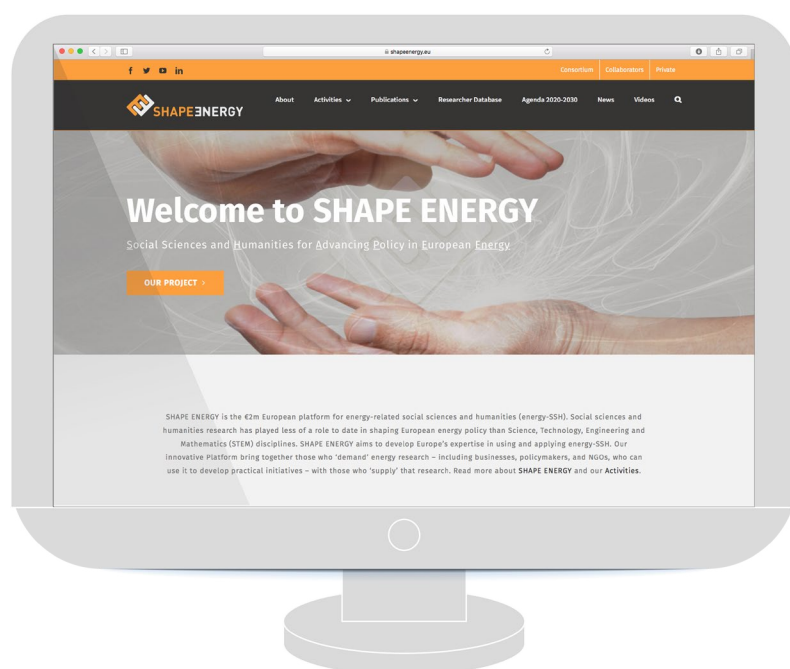 shapeenergy.eu
Consortium Collaborators Private
SHAPEƎNERGY
About Activities Publications Researcher Database Agenda 2020-2030 News Videos
Welcome to SHAPE ENERGY
Social Sciences and Humanities for Advancing Policy in European Energy
OUR PROJECT >
SHAPE ENERGY is the €2m European platform for energy-related social sciences and humanities (energy-SSH). Social sciences and
humanities research has played less of a role to date in shaping European energy policy than Science, Technology, Engineering and
Mathematics (STEM) disciplines. SHAPE ENERGY aims to develop Europe's expertise in using and applying energy-SSH. Our
innovative Platform bring together those who 'demand' energy research – including businesses, policymakers, and NGOs, who can
use it to develop practical initiatives – with those who 'supply' that research. Read more about SHAPE ENERGY and our Activities.